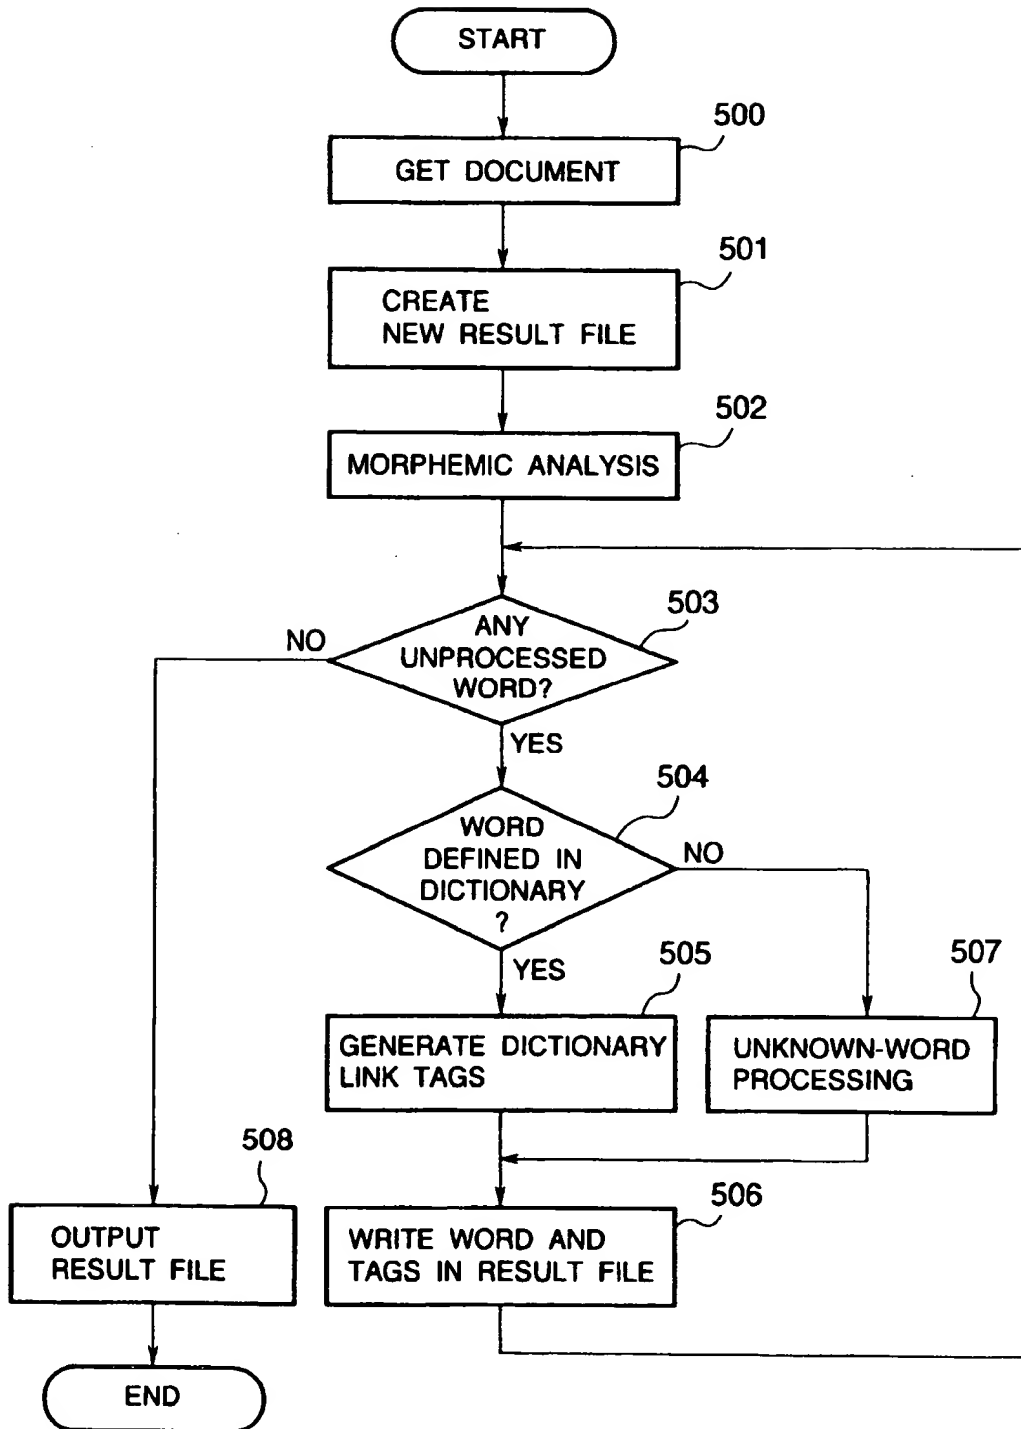 START
500
GET DOCUMENT
501
CREATE
NEW RESULT FILE
502
MORPHEMIC ANALYSIS
503
ANY
UNPROCESSED
WORD?
NO
YES
504
WORD
DEFINED IN
DICTIONARY
?
NO
YES
505
GENERATE DICTIONARY
LINK TAGS
507
UNKNOWN-WORD
PROCESSING
508
OUTPUT
RESULT FILE
506
WRITE WORD AND
TAGS IN RESULT FILE
END